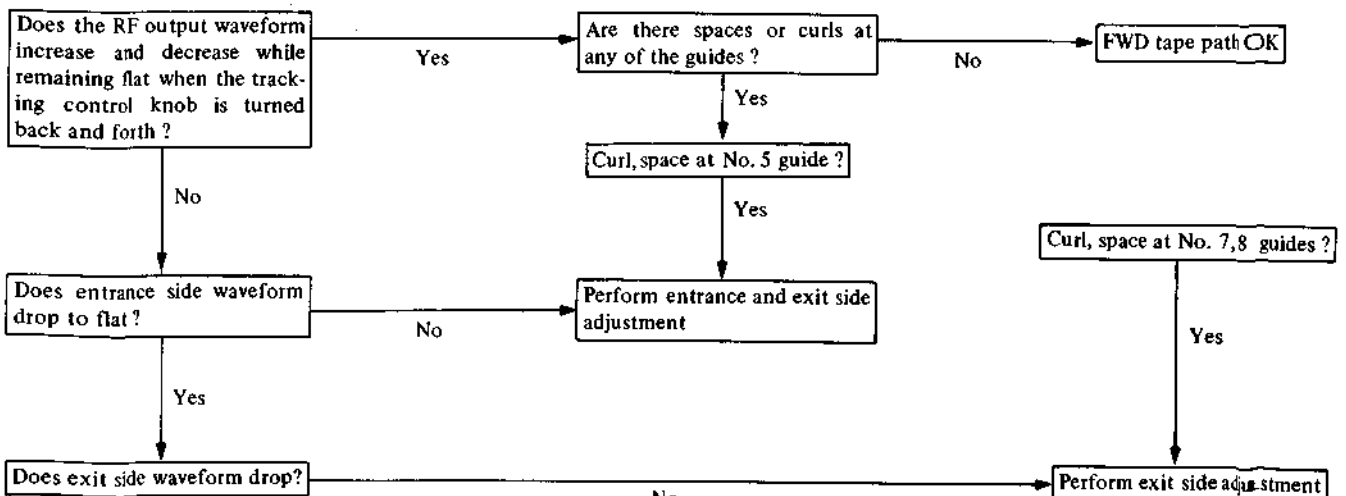 Does the RF output waveform
increase and decrease while
remaining flat when the track-
ing control knob is turned
back and forth ?
Yes
Are there spaces or curls at
any of the guides ?
No
FWD tape path OK
Yes
Curl, space at No. 5 guide ?
No
Yes
Curl, space at No. 7,8 guides ?
Does entrance side waveform
drop to flat?
No
Perform entrance and exit side
adjustment
Yes
Yes
Does exit side waveform drop?
No
Perform exit side adjustment